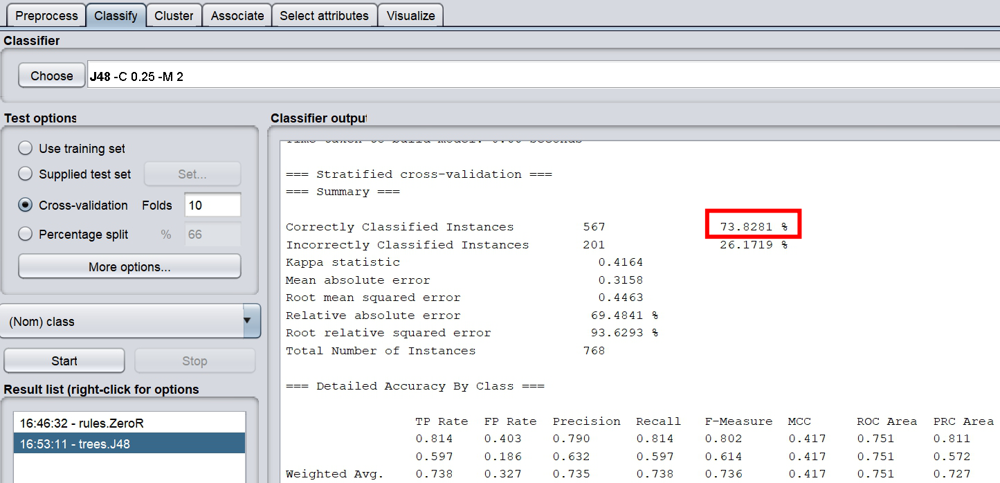 Preprocess Classify Cluster Associate Select attributes Visualize
Classifier
Choose J48 -C 0.25 -M 2
Test options
Use training set
Supplied test set Set...
Cross-validation Folds 10
Percentage split % 66
More options...
(Nom) class
Start Stop
Result list (right-click for options
16:46:32 - rules.ZeroR
16:53:11 - trees.J48
Classifier output
=== Stratified cross-validation ===
=== Summary ===
Correctly Classified Instances 567 73.8281 %
Incorrectly Classified Instances 201 26.1719 %
Kappa statistic 0.4164
Mean absolute error 0.3158
Root mean squared error 0.4463
Relative absolute error 69.4841 %
Root relative squared error 93.6293 %
Total Number of Instances 768
=== Detailed Accuracy By Class ===
TP Rate FP Rate Precision Recall F-Measure MCC ROC Area PRC Area
0.814 0.403 0.790 0.814 0.802 0.417 0.751 0.811
0.597 0.186 0.632 0.597 0.614 0.417 0.751 0.572
Weighted Avg. 0.738 0.327 0.735 0.738 0.736 0.417 0.751 0.727